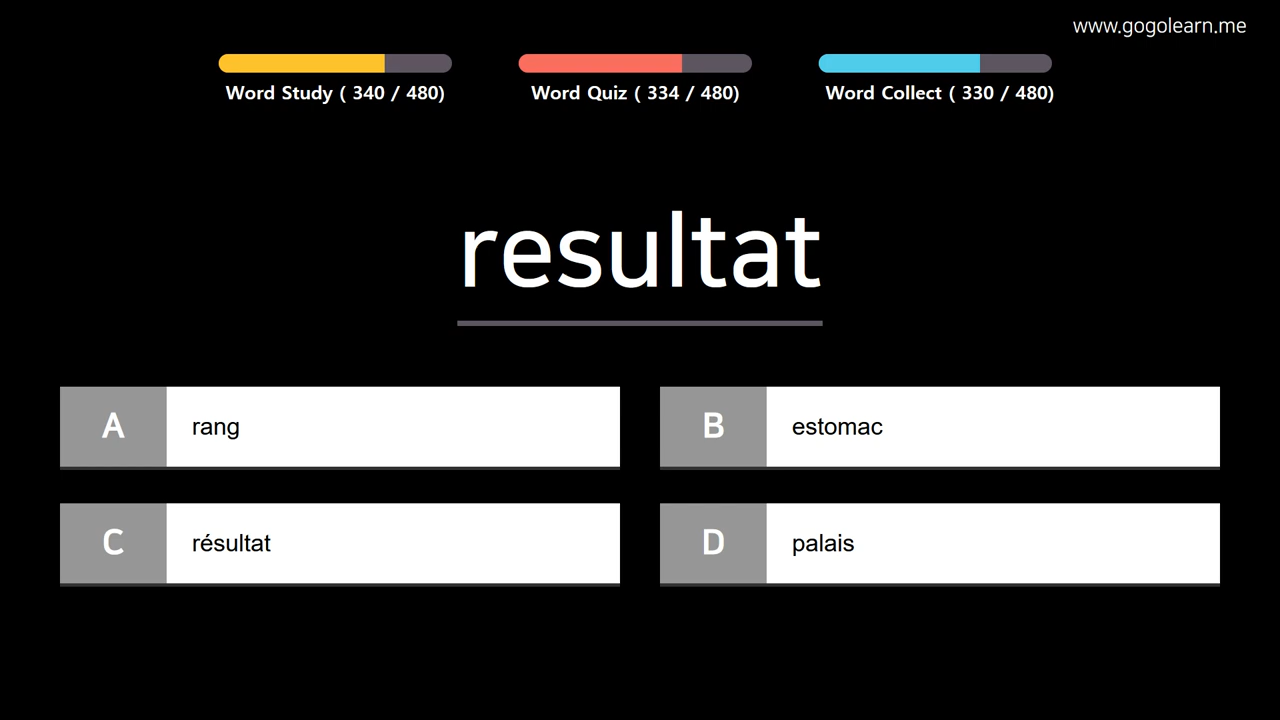 www.gogolearn.me
Word Study ( 340 / 480)
Word Quiz ( 334 / 480)
Word Collect ( 330 / 480)
resultat
A rang
B estomac
C résultat
D palais